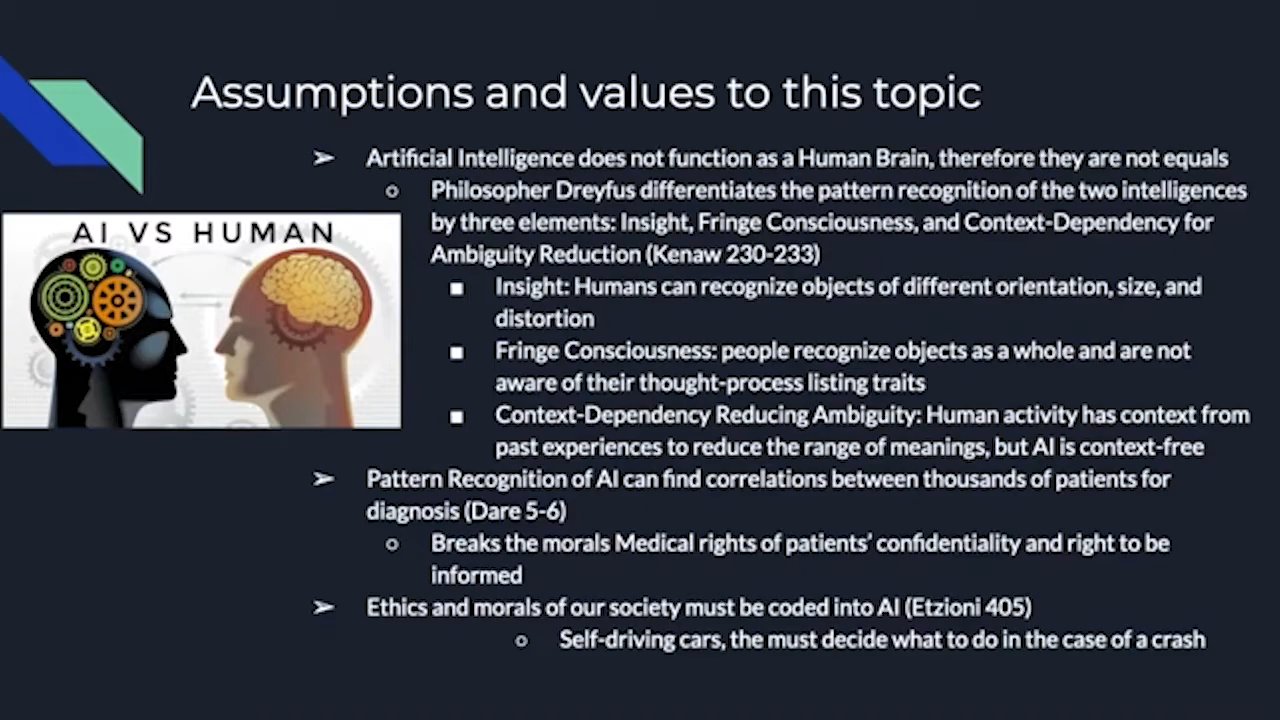 Assumptions and values to this topic
➢ Artificial Intelligence does not function as a Human Brain, therefore they are not equals
○ Philosopher Dreyfus differentiates the pattern recognition of the two intelligences
by three elements: Insight, Fringe Consciousness, and Context-Dependency for
Ambiguity Reduction (Kenaw 230-233)
AI VS HUMAN
■ Insight: Humans can recognize objects of different orientation, size, and
distortion
■ Fringe Consciousness: people recognize objects as a whole and are not
aware of their thought-process listing traits
■ Context-Dependency Reducing Ambiguity: Human activity has context from
past experiences to reduce the range of meanings, but AI is context-free
➢ Pattern Recognition of AI can find correlations between thousands of patients for
diagnosis (Dare 5-6)
○ Breaks the morals Medical rights of patients' confidentiality and right to be
informed
➢ Ethics and morals of our society must be coded into AI (Etzioni 405)
○ Self-driving cars, the must decide what to do in the case of a crash